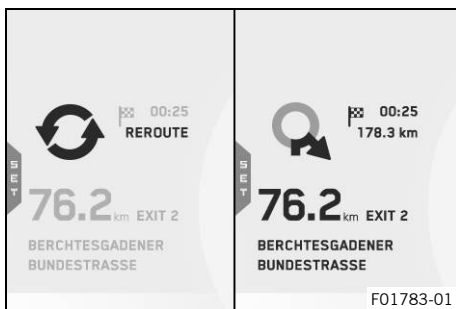 00:25
REROUTE
SET
76.2 km EXIT 2
BERCHTESGADENER
BUNDESTRASSE
00:25
178.3 km
SET
76.2 km EXIT 2
BERCHTESGADENER
BUNDESTRASSE
F01783-01